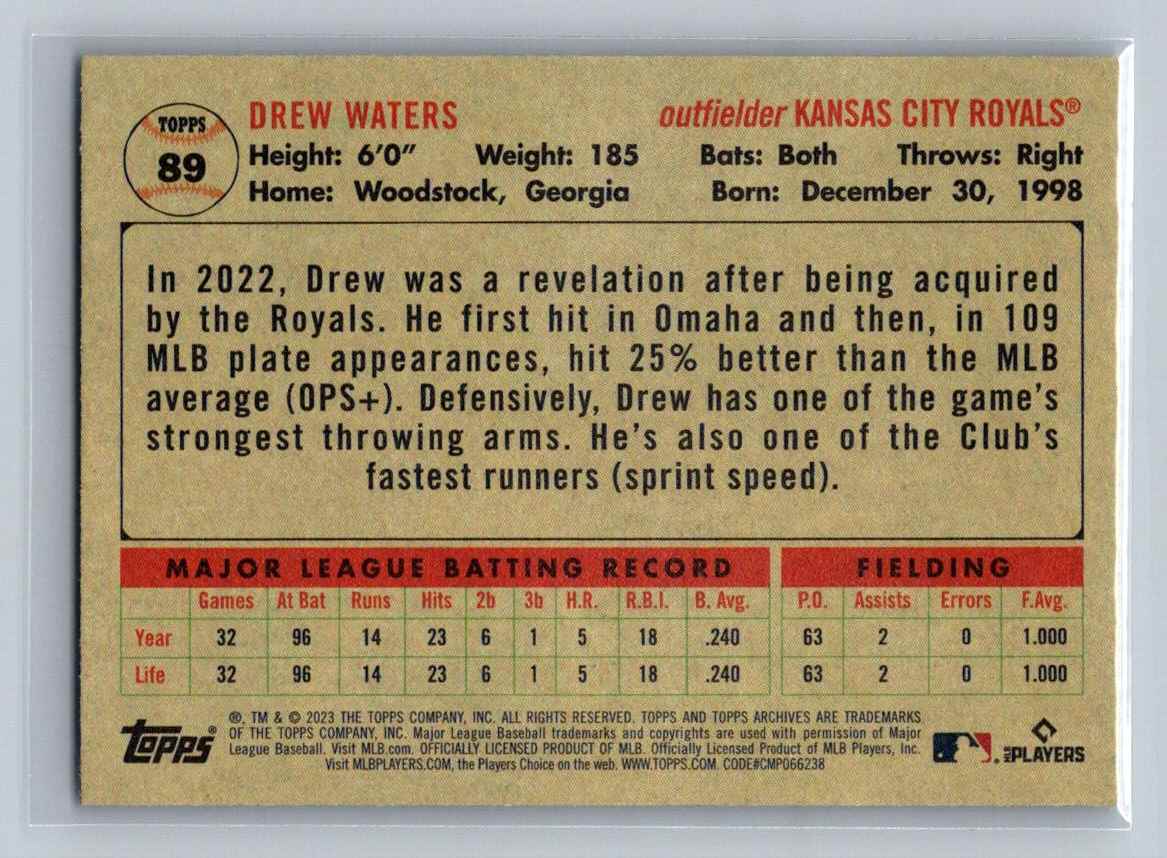 TOPPS
89
DREW WATERS outfielder KANSAS CITY ROYALS®
Height: 6'0" Weight: 185 Bats: Both Throws: Right
Home: Woodstock, Georgia Born: December 30, 1998
In 2022, Drew was a revelation after being acquired
by the Royals. He first hit in Omaha and then, in 109
MLB plate appearances, hit 25% better than the MLB
average (OPS+). Defensively, Drew has one of the game's
strongest throwing arms. He's also one of the Club's
fastest runners (sprint speed).
MAJOR LEAGUE BATTING RECORD FIELDING
Games At Bat Runs Hits 2b 3b H.R. R.B.I. B. Avg. P.O. Assists Errors F.Avg.
Year 32 96 14 23 6 1 5 18 .240 63 2 0 1.000
Life 32 96 14 23 6 1 5 18 .240 63 2 0 1.000
®, TM & © 2023 THE TOPPS COMPANY, INC. ALL RIGHTS RESERVED. TOPPS AND TOPPS ARCHIVES ARE TRADEMARKS
OF THE TOPPS COMPANY, INC. Major League Baseball trademarks and copyrights are used with permission of Major
League Baseball. Visit MLB.com. OFFICIALLY LICENSED PRODUCT OF MLB. Officially Licensed Product of MLB Players, Inc.
Visit MLBPLAYERS.COM, the Players Choice on the web. WWW.TOPPS.COM. CODE#CMP066238
Topps®
MLB PLAYERS